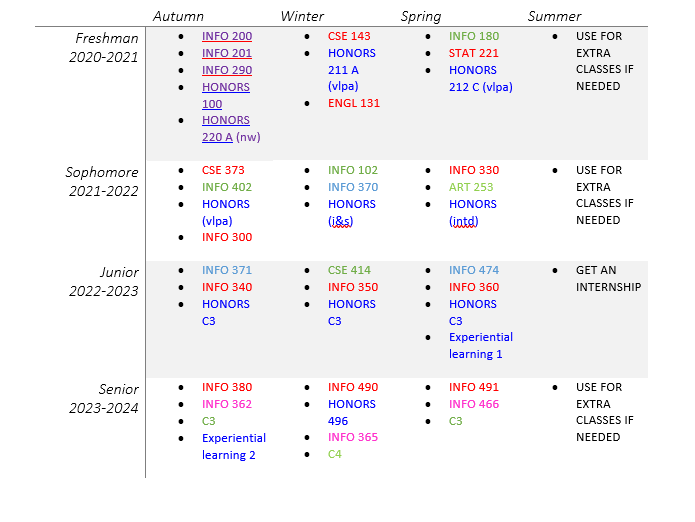 Autumn Winter Spring Summer
Freshman
2020-2021
• INFO 200
• INFO 201
• INFO 290
• HONORS
100
• HONORS
220 A (nw)
• CSE 143
• HONORS
211 A
(vlpa)
• ENGL 131
• INFO 180
• STAT 221
• HONORS
212 C (vlpa)
• USE FOR
EXTRA
CLASSES IF
NEEDED
Sophomore
2021-2022
• CSE 373
• INFO 402
• HONORS
(vlpa)
• INFO 300
• INFO 102
• INFO 370
• HONORS
(i&s)
• INFO 330
• ART 253
• HONORS
(intd)
• USE FOR
EXTRA
CLASSES IF
NEEDED
Junior
2022-2023
• INFO 371
• INFO 340
• HONORS
C3
• CSE 414
• INFO 350
• HONORS
C3
• INFO 474
• INFO 360
• HONORS
C3
• Experiential
learning 1
• GET AN
INTERNSHIP
Senior
2023-2024
• INFO 380
• INFO 362
• C3
• Experiential
learning 2
• INFO 490
• HONORS
496
• INFO 365
• C4
• INFO 491
• INFO 466
• C3
• USE FOR
EXTRA
CLASSES IF
NEEDED